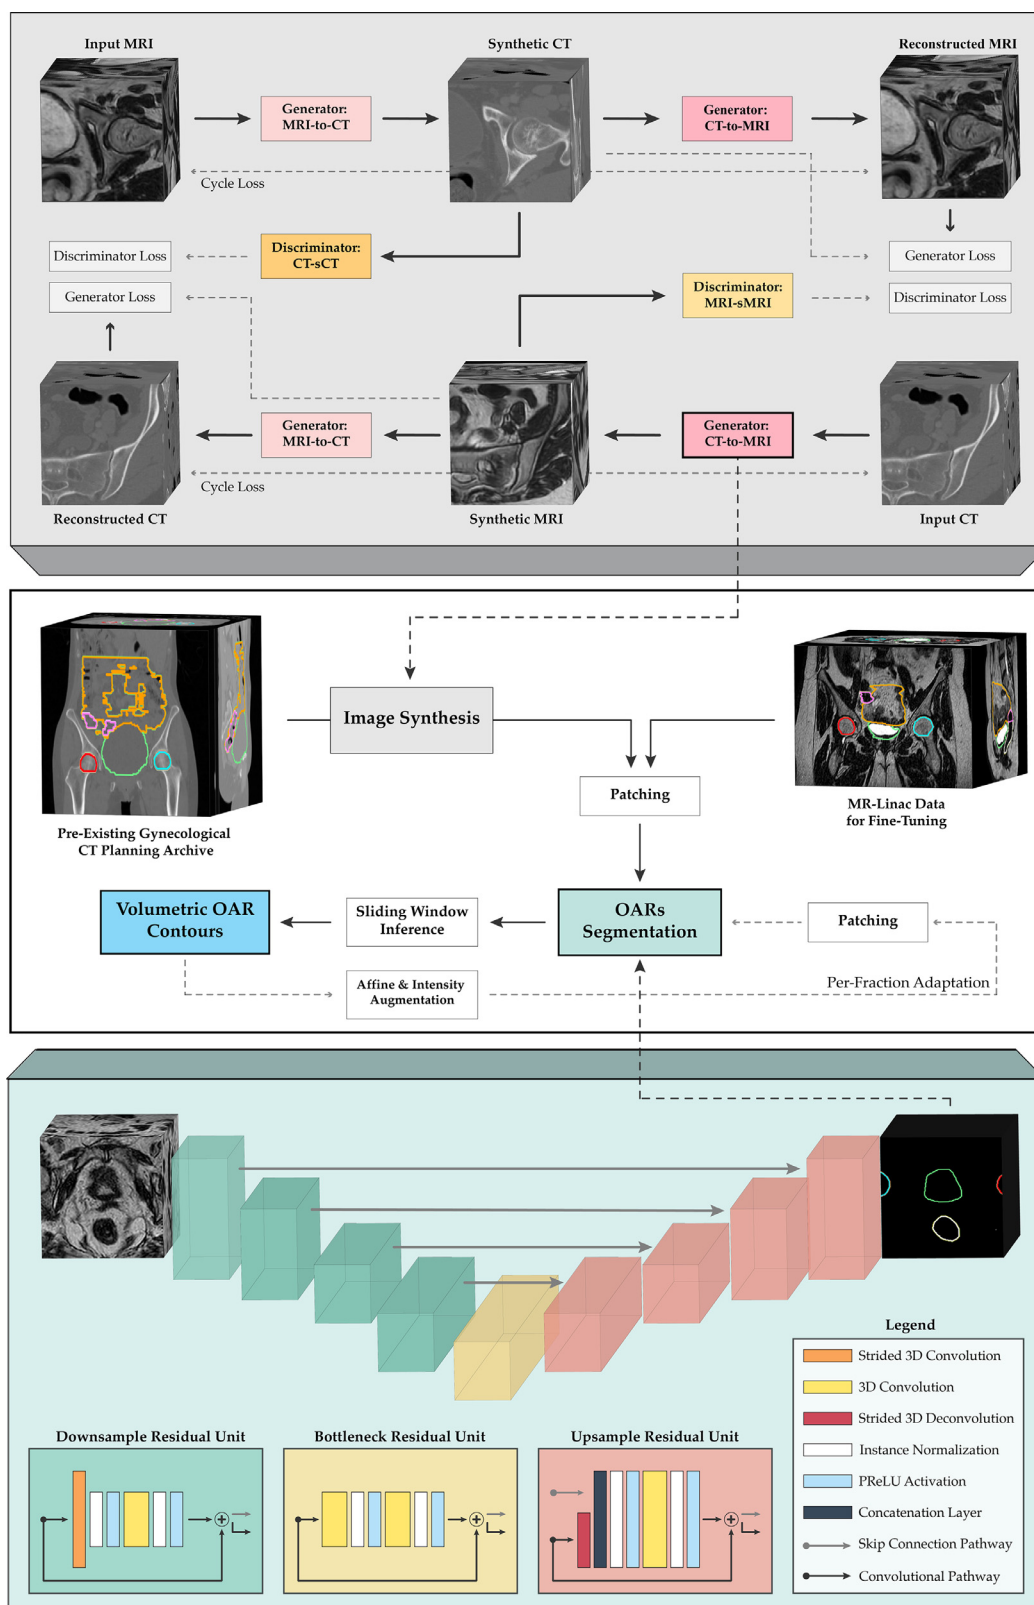 Input MRI
Synthetic CT
Reconstructed MRI
Generator:
MRI-to-CT
Generator:
CT-to-MRI
Cycle Loss
Discriminator Loss
Discriminator:
CT-sCT
Generator Loss
Generator Loss
Discriminator:
MRI-sMRI
Discriminator Loss
Generator:
MRI-to-CT
Generator:
CT-to-MRI
Cycle Loss
Reconstructed CT
Synthetic MRI
Input CT
Image Synthesis
Patching
Pre-Existing Gynecological
CT Planning Archive
MR-Linac Data
for Fine-Tuning
Volumetric OAR
Contours
Sliding Window
Inference
OARs
Segmentation
Patching
Affine & Intensity
Augmentation
Per-Fraction Adaptation
Legend
Strided 3D Convolution
3D Convolution
Strided 3D Deconvolution
Instance Normalization
PReLU Activation
Concatenation Layer
Skip Connection Pathway
Convolutional Pathway
Downsample Residual Unit
Bottleneck Residual Unit
Upsample Residual Unit